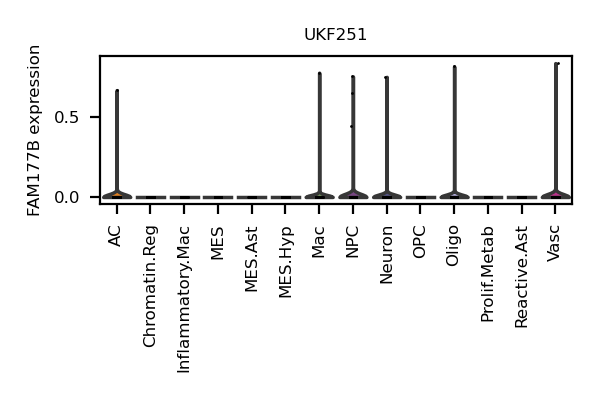 UKF251
FAM177B expression
0.5
0.0
AC
Chromatin.Reg
Inflammatory.Mac
MES
MES.Ast
MES.Hyp
Mac
NPC
Neuron
OPC
Oligo
Prolif.Metab
Reactive.Ast
Vasc